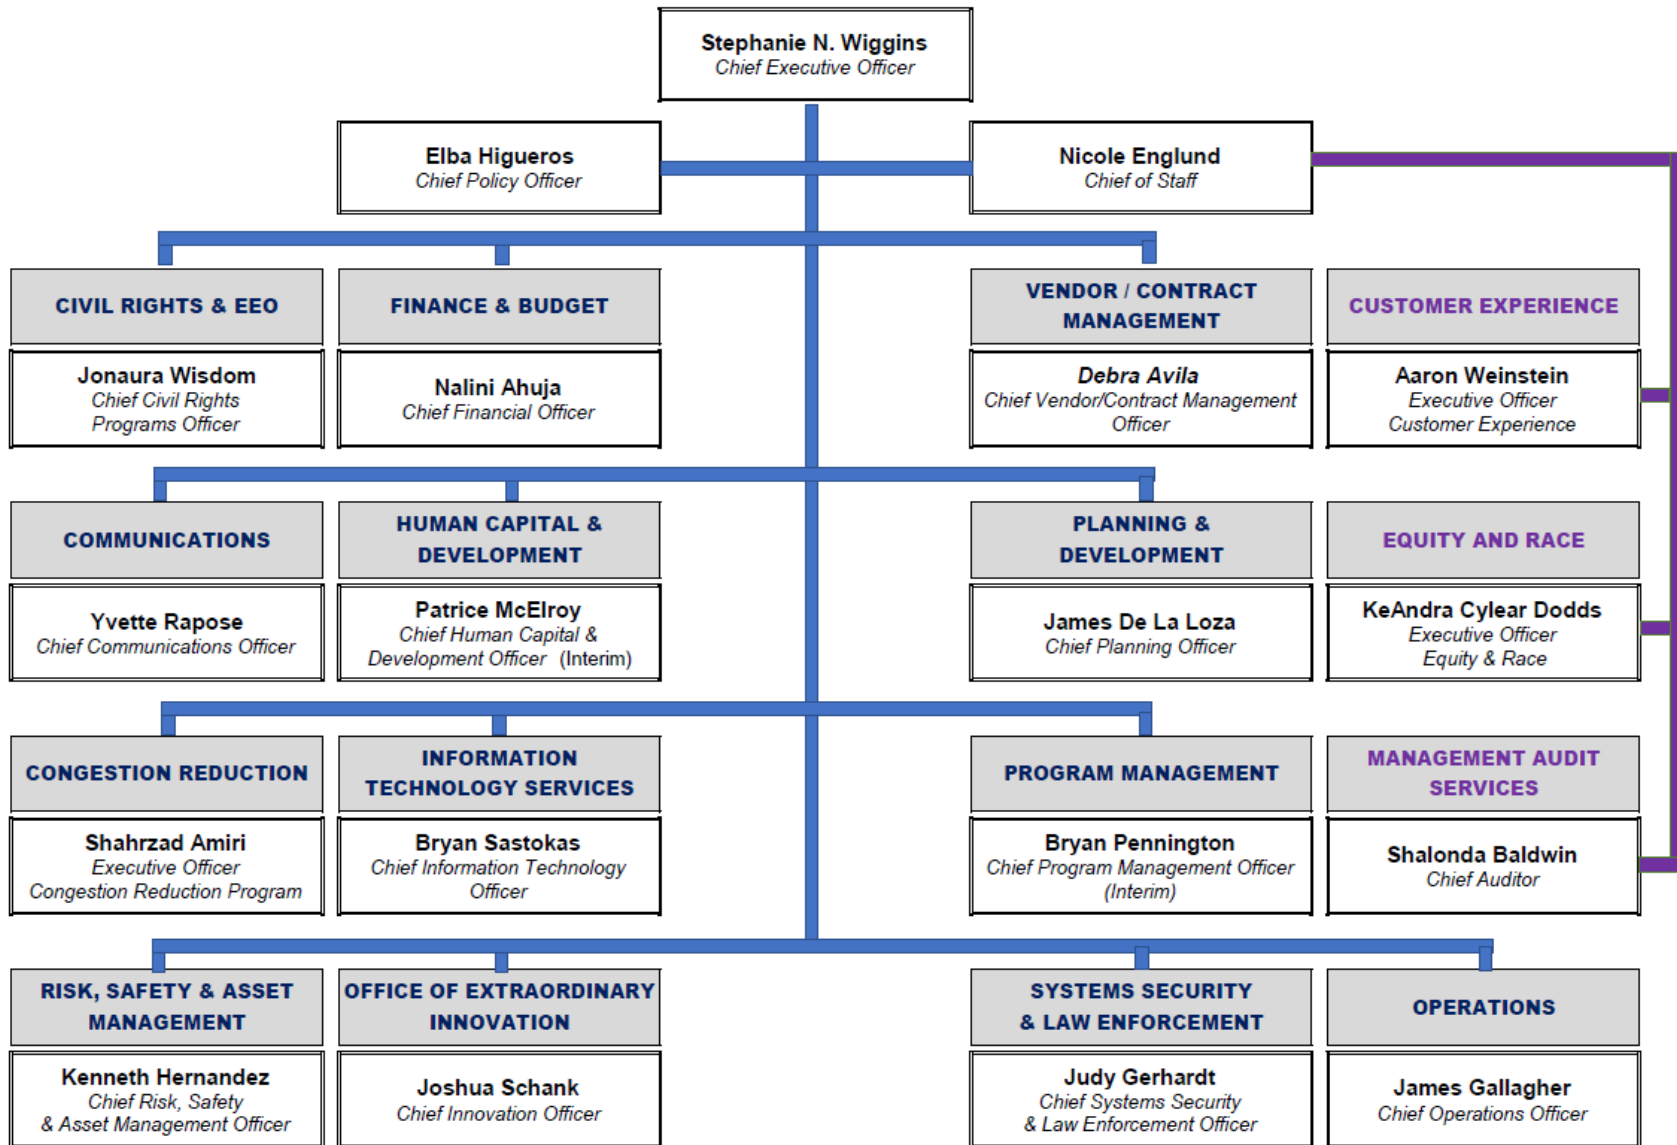 Stephanie N. Wiggins
Chief Executive Officer
Elba Higueros
Chief Policy Officer
Nicole Englund
Chief of Staff
CIVIL RIGHTS & EEO
Jonaura Wisdom
Chief Civil Rights
Programs Officer
FINANCE & BUDGET
Nalini Ahuja
Chief Financial Officer
VENDOR / CONTRACT
MANAGEMENT
Debra Avila
Chief Vendor/Contract Management
Officer
CUSTOMER EXPERIENCE
Aaron Weinstein
Executive Officer
Customer Experience
COMMUNICATIONS
Yvette Rapose
Chief Communications Officer
HUMAN CAPITAL &
DEVELOPMENT
Patrice McElroy
Chief Human Capital &
Development Officer (Interim)
PLANNING &
DEVELOPMENT
James De La Loza
Chief Planning Officer
EQUITY AND RACE
KeAndra Cylear Dodds
Executive Officer
Equity & Race
CONGESTION REDUCTION
Shahrzad Amiri
Executive Officer
Congestion Reduction Program
INFORMATION
TECHNOLOGY SERVICES
Bryan Sastokas
Chief Information Technology
Officer
PROGRAM MANAGEMENT
Bryan Pennington
Chief Program Management Officer
(Interim)
MANAGEMENT AUDIT
SERVICES
Shalonda Baldwin
Chief Auditor
RISK, SAFETY & ASSET
MANAGEMENT
Kenneth Hernandez
Chief Risk, Safety
& Asset Management Officer
OFFICE OF EXTRAORDINARY
INNOVATION
Joshua Schank
Chief Innovation Officer
SYSTEMS SECURITY
& LAW ENFORCEMENT
Judy Gerhardt
Chief Systems Security
& Law Enforcement Officer
OPERATIONS
James Gallagher
Chief Operations Officer